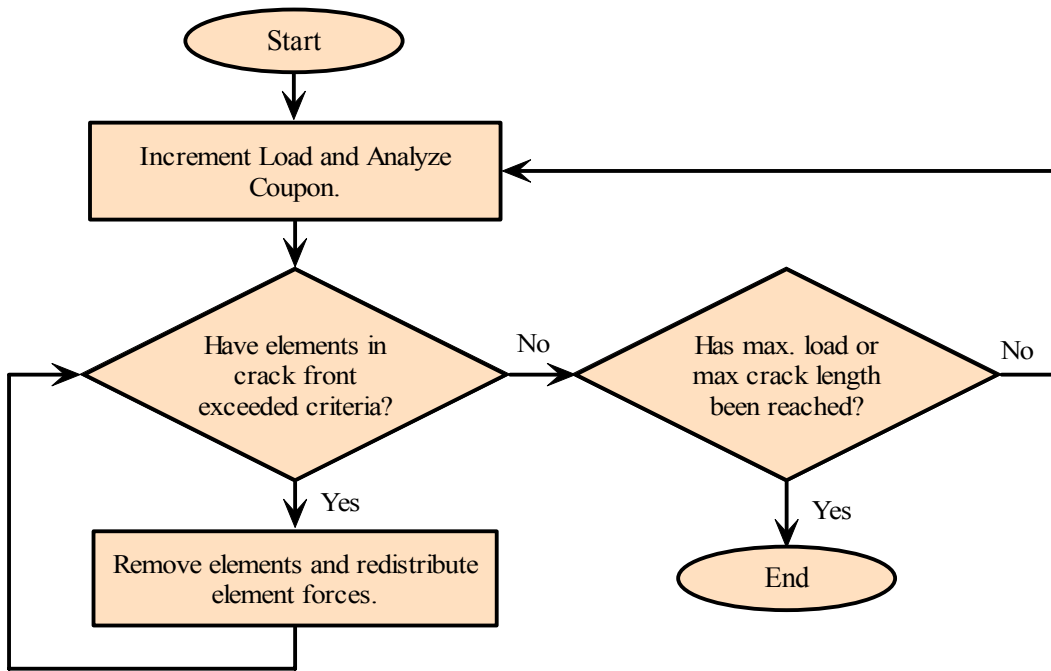 Start
Increment Load and Analyze
Coupon.
Have elements in
crack front
exceeded criteria?
No
Has max. load or
max crack length
been reached?
No
Yes
Remove elements and redistribute
element forces.
Yes
End